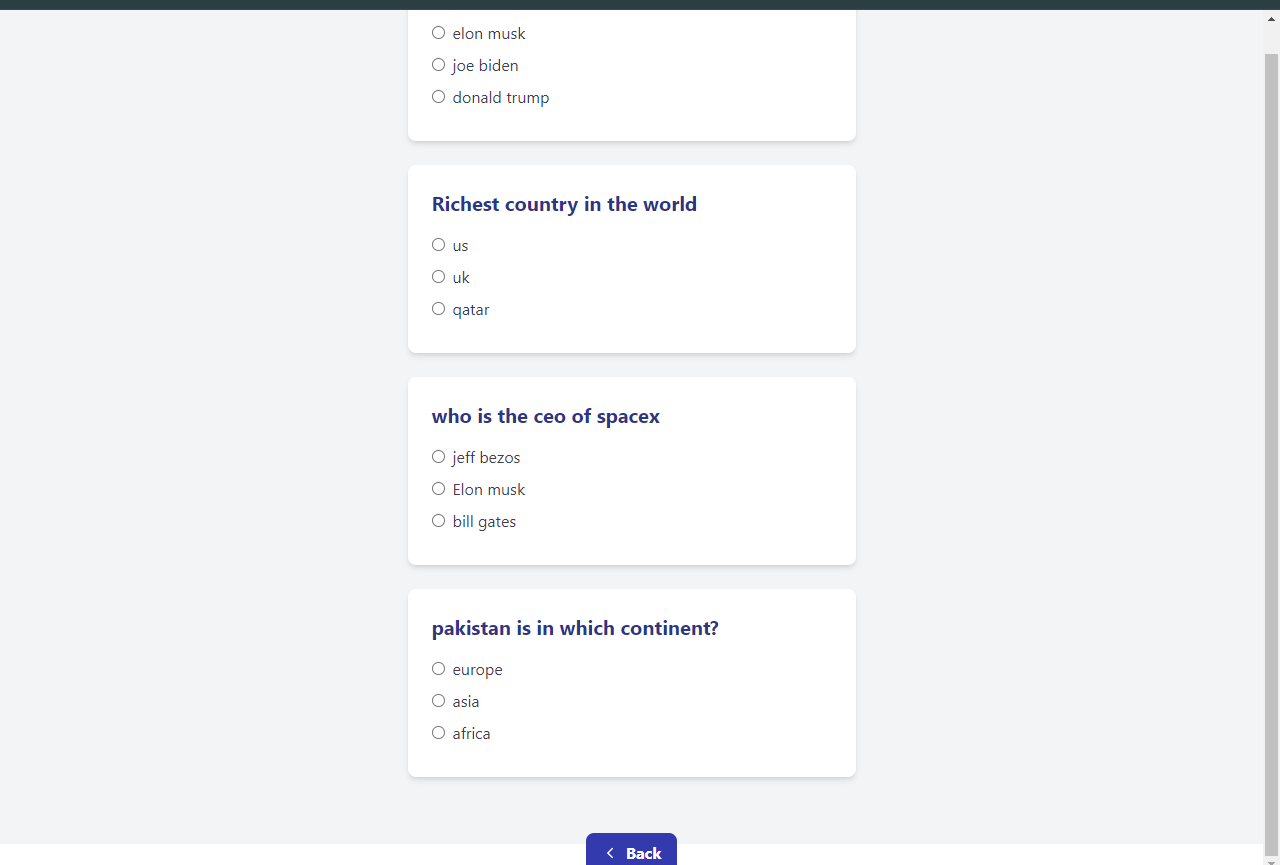 elon musk
joe biden
donald trump
Richest country in the world
us
uk
qatar
who is the ceo of spacex
jeff bezos
Elon musk
bill gates
pakistan is in which continent?
europe
asia
africa
Back